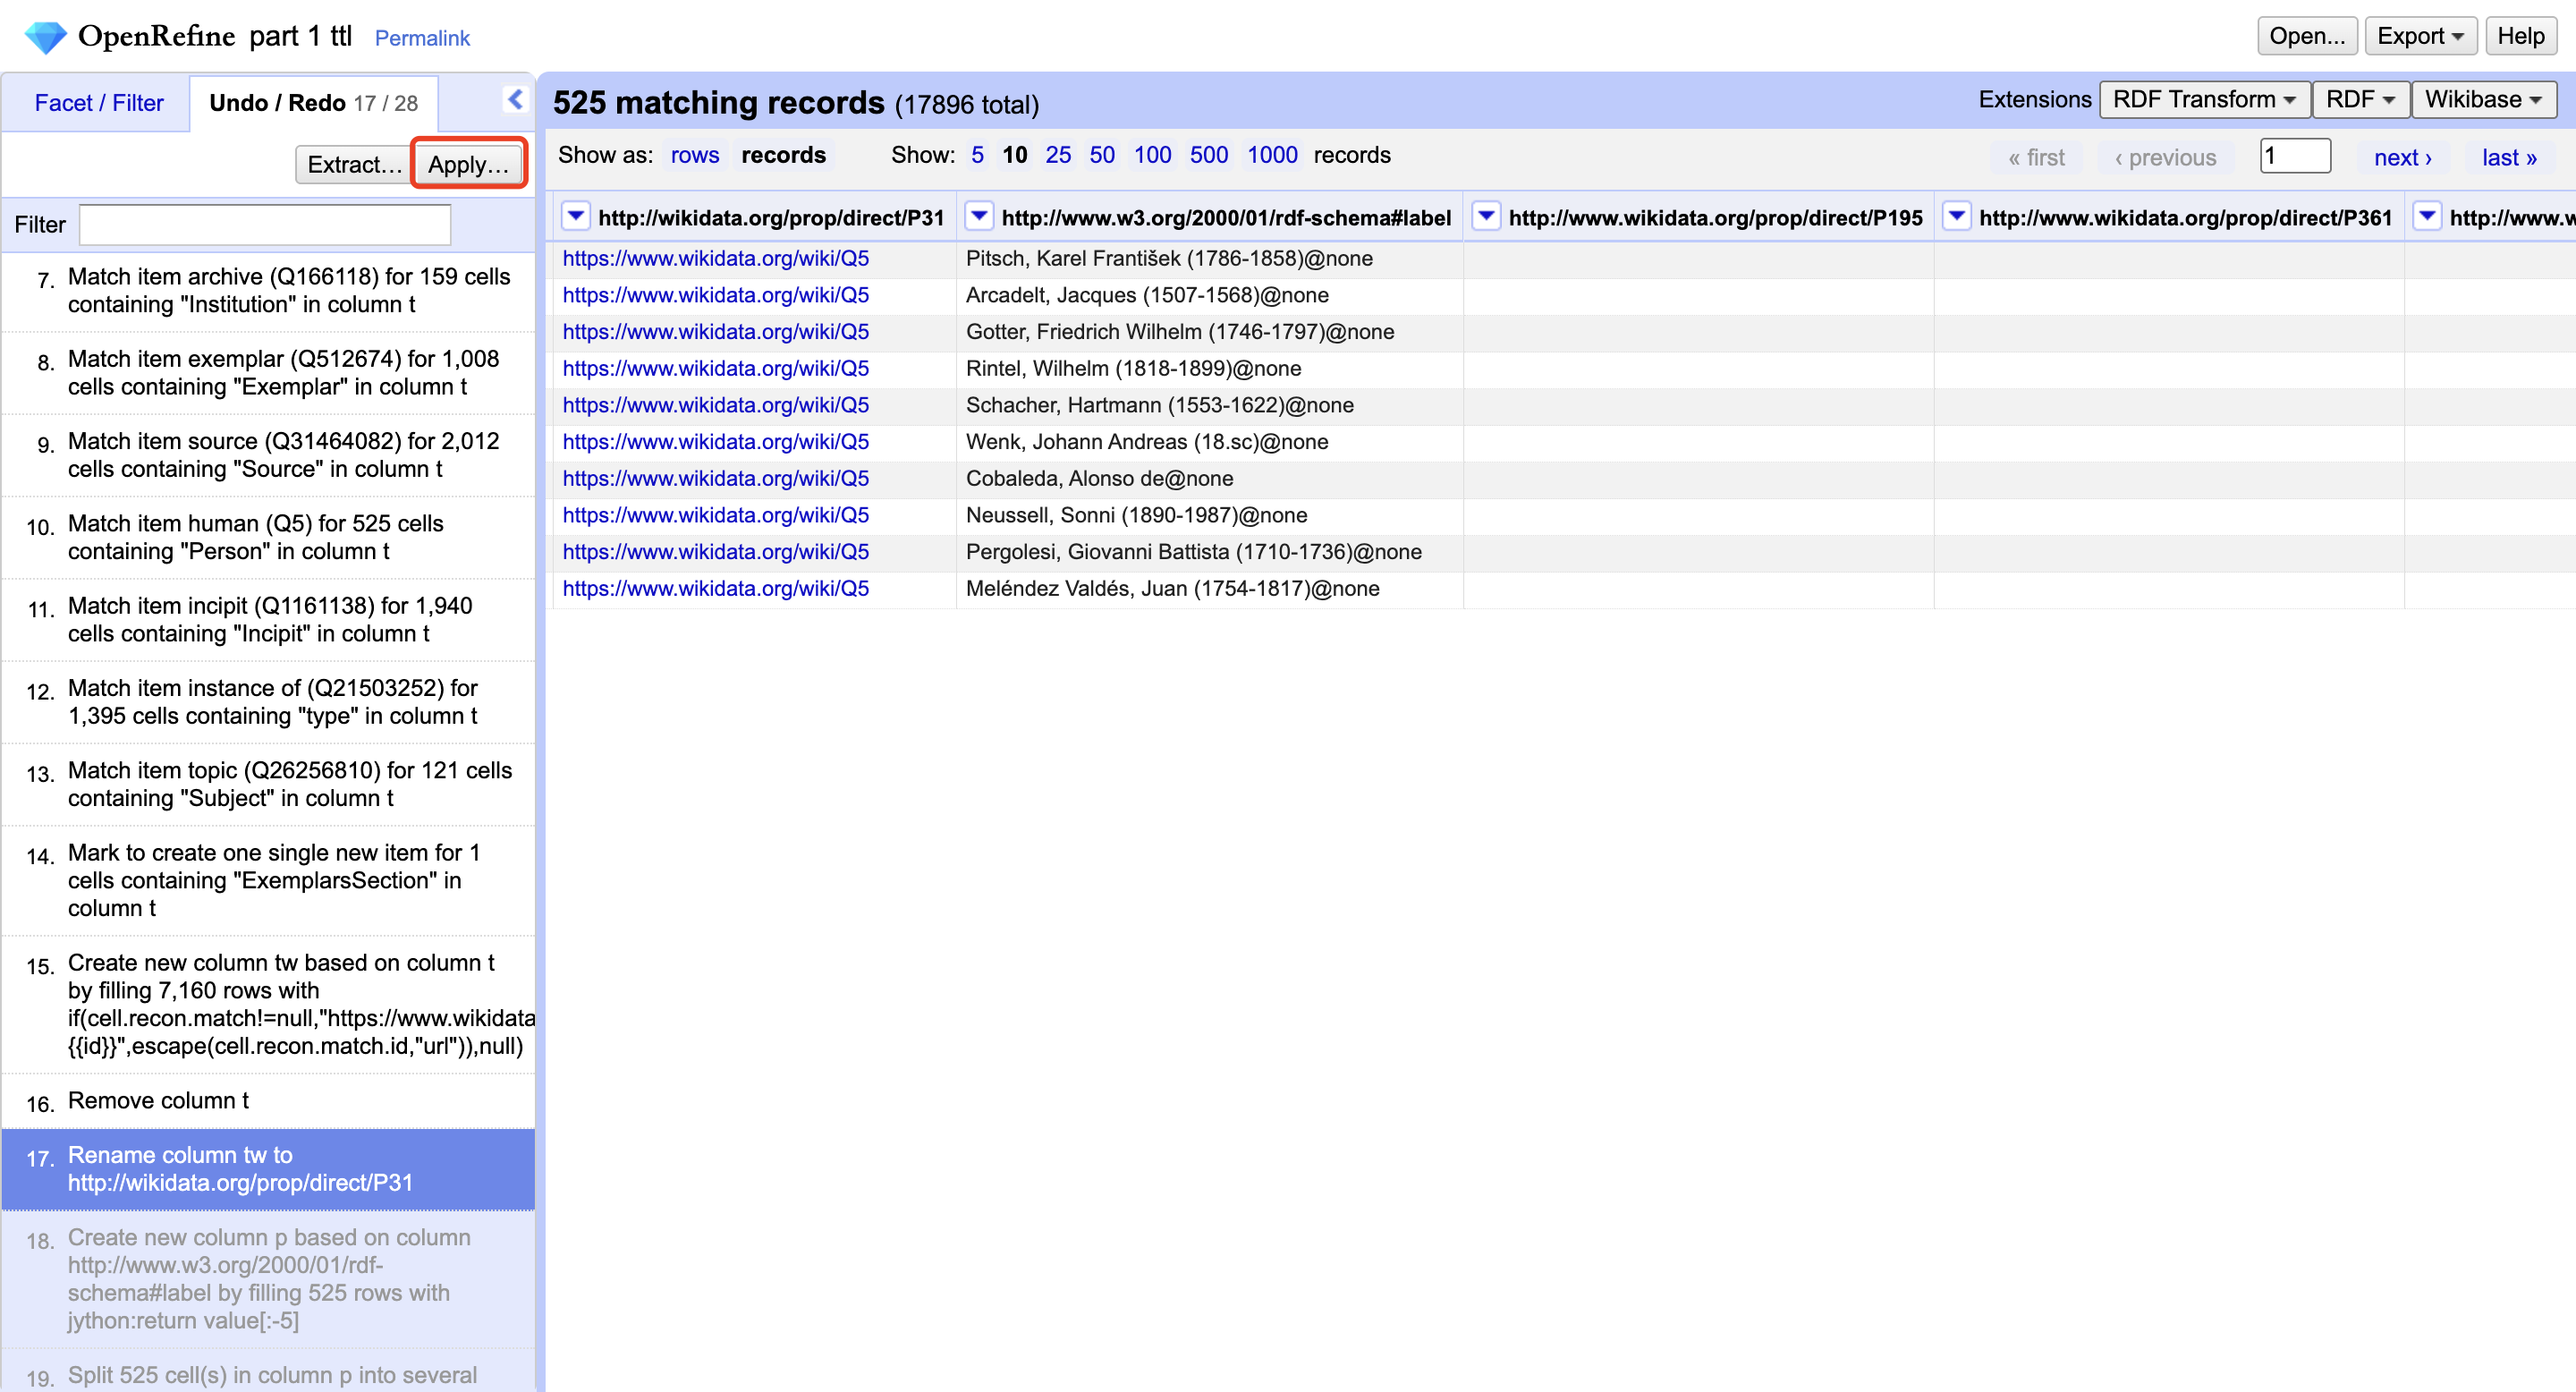 OpenRefine part 1 ttl Permalink
Open... Export Help
Facet / Filter
Undo / Redo 17 / 28
Extract... Apply...
Filter
7. Match item archive (Q166118) for 159 cells
containing "Institution" in column t
8. Match item exemplar (Q512674) for 1,008
cells containing "Exemplar" in column t
9. Match item source (Q31464082) for 2,012
cells containing "Source" in column t
10. Match item human (Q5) for 525 cells
containing "Person" in column t
11. Match item incipit (Q1161138) for 1,940
cells containing "Incipit" in column t
12. Match item instance of (Q21503252) for
1,395 cells containing "type" in column t
13. Match item topic (Q26256810) for 121 cells
containing "Subject" in column t
14. Mark to create one single new item for 1
cells containing "ExemplarsSection" in
column t
15. Create new column tw based on column t
by filling 7,160 rows with
if(cell.recon.match!=null,"https://www.wikidata
{{id}}",escape(cell.recon.match.id,"url")),null)
16. Remove column t
17. Rename column tw to
http://wikidata.org/prop/direct/P31
18. Create new column p based on column
http://www.w3.org/2000/01/rdf-
schema#label by filling 525 rows with
jython:return value[:-5]
19. Split 525 cell(s) in column p into several
525 matching records (17896 total)
Extensions RDF Transform RDF Wikibase
Show as: rows records Show: 5 10 25 50 100 500 1000 records
« first ‹ previous 1 next › last »
http://wikidata.org/prop/direct/P31 http://www.w3.org/2000/01/rdf-schema#label http://www.wikidata.org/prop/direct/P195 http://www.wikidata.org/prop/direct/P361 http://www.w
https://www.wikidata.org/wiki/Q5 Pitsch, Karel František (1786-1858)@none
https://www.wikidata.org/wiki/Q5 Arcadelt, Jacques (1507-1568)@none
https://www.wikidata.org/wiki/Q5 Gotter, Friedrich Wilhelm (1746-1797)@none
https://www.wikidata.org/wiki/Q5 Rintel, Wilhelm (1818-1899)@none
https://www.wikidata.org/wiki/Q5 Schacher, Hartmann (1553-1622)@none
https://www.wikidata.org/wiki/Q5 Wenk, Johann Andreas (18.sc)@none
https://www.wikidata.org/wiki/Q5 Cobaleda, Alonso de@none
https://www.wikidata.org/wiki/Q5 Neussell, Sonni (1890-1987)@none
https://www.wikidata.org/wiki/Q5 Pergolesi, Giovanni Battista (1710-1736)@none
https://www.wikidata.org/wiki/Q5 Meléndez Valdés, Juan (1754-1817)@none